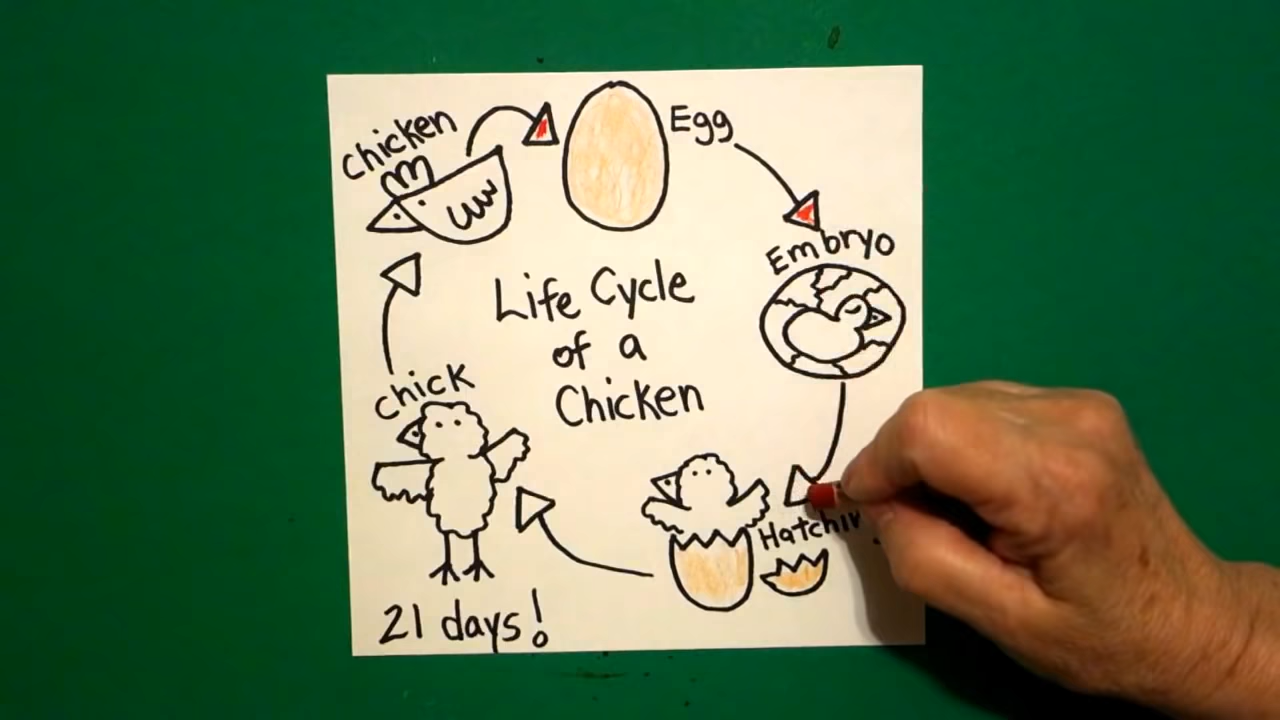 Chicken
Egg
Embryo
Life Cycle
of a
Chicken
chick
21 days!